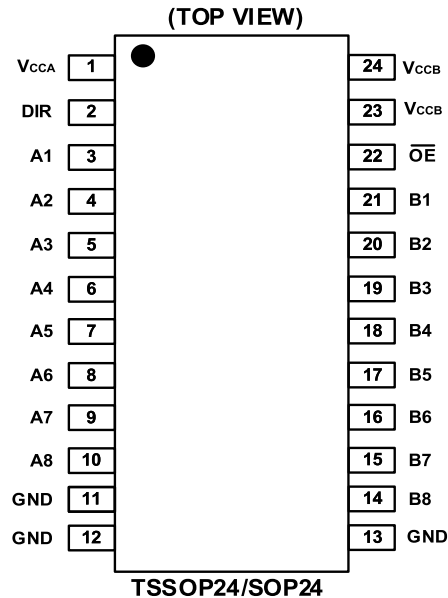 (TOP VIEW)
VCCA 1 24 VCCB
DIR 2 23 VCCB
A1 3 22 O̅E̅
A2 4 21 B1
A3 5 20 B2
A4 6 19 B3
A5 7 18 B4
A6 8 17 B5
A7 9 16 B6
A8 10 15 B7
GND 11 14 B8
GND 12 13 GND
TSSOP24/SOP24